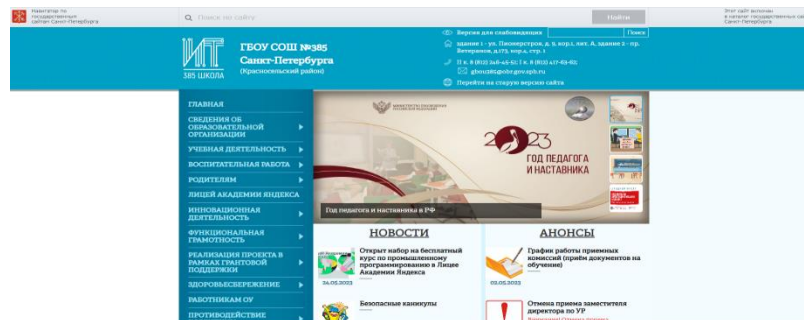 Навигатор по
государственным
сайтам Санкт-Петербурга
Поиск по сайту
Найти
Этот сайт включен
в каталог государственных
Санкт-Петербурга
385 ШКОЛА
ГБОУ СОШ №385
Санкт-Петербурга
(Красносельский район)
Версия для слабовидящих
Поиск
здание 1 - ул. Пионерстроя, д. 9, кор.1, лит. А, здание 2 - пр.
Ветеранов, д.173, кор.2, стр. 1
gbou385@obr.gov.spb.ru
Перейти на старую версию сайта
ГЛАВНАЯ
СВЕДЕНИЯ ОБ
ОБРАЗОВАТЕЛЬНОЙ
ОРГАНИЗАЦИИ
УЧЕБНАЯ ДЕЯТЕЛЬНОСТЬ
ВОСПИТАТЕЛЬНАЯ РАБОТА
РОДИТЕЛЯМ
ЛИЦЕЙ АКАДЕМИИ ЯНДЕКСА
ИННОВАЦИОННАЯ
ДЕЯТЕЛЬНОСТЬ
ФУНКЦИОНАЛЬНАЯ
ГРАМОТНОСТЬ
РЕАЛИЗАЦИЯ ПРОЕКТА В
РАМКАХ ГРАНТОВОЙ
ПОДДЕРЖКИ
ЗДОРОВЬЕСБЕРЕЖЕНИЕ
РАБОТНИКАМ ОУ
ПРОТИВОДЕЙСТВИЕ
2023
ГОД ПЕДАГОГА
И НАСТАВНИКА
Год педагога и наставника в РФ
НОВОСТИ
Открыт набор на бесплатный
курс по промышленному
программированию в Лицее
Академии Яндекса
24.05.2023
Безопасные каникулы
АНОНСЫ
График работы приемных
комиссий (приём документов на
обучение)
02.05.2023
Отмена приема заместителя
директора по УР